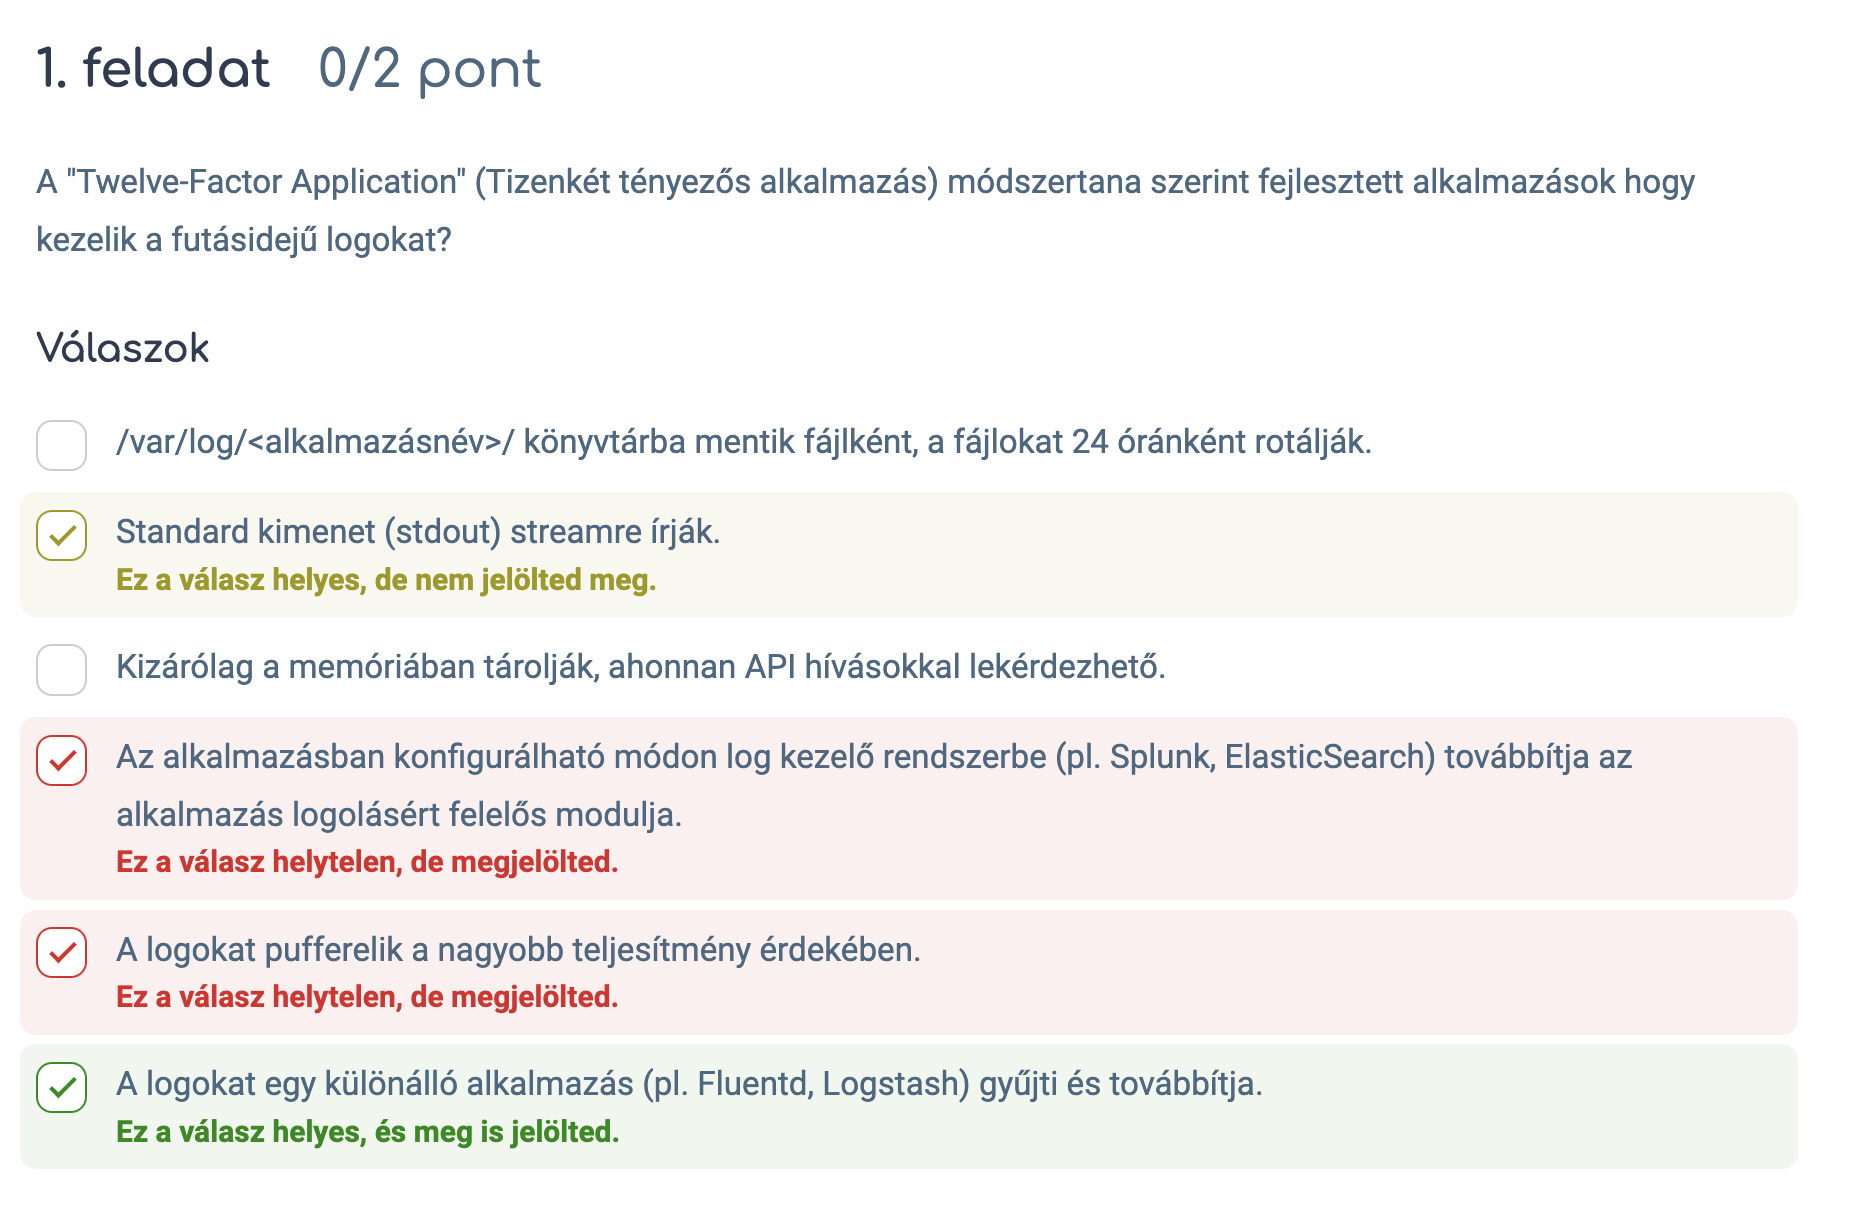 1. feladat 0/2 pont
A "Twelve-Factor Application" (Tizenkét tényezős alkalmazás) módszertana szerint fejlesztett alkalmazások hogy
kezelik a futásidejű logokat?
Válaszok
/var/log/<alkalmazásnév>/ könyvtárba mentik fájlként, a fájlokat 24 óránként rotálják.
Standard kimenet (stdout) streamre írják.
Ez a válasz helyes, de nem jelölted meg.
Kizárólag a memóriában tárolják, ahonnan API hívásokkal lekérdezhető.
Az alkalmazásban konfigurálható módon log kezelő rendszerbe (pl. Splunk, ElasticSearch) továbbítja az
alkalmazás logolásért felelős modulja.
Ez a válasz helytelen, de megjelölted.
A logokat pufferelik a nagyobb teljesítmény érdekében.
Ez a válasz helytelen, de megjelölted.
A logokat egy különálló alkalmazás (pl. Fluentd, Logstash) gyűjti és továbbítja.
Ez a válasz helyes, és meg is jelölted.